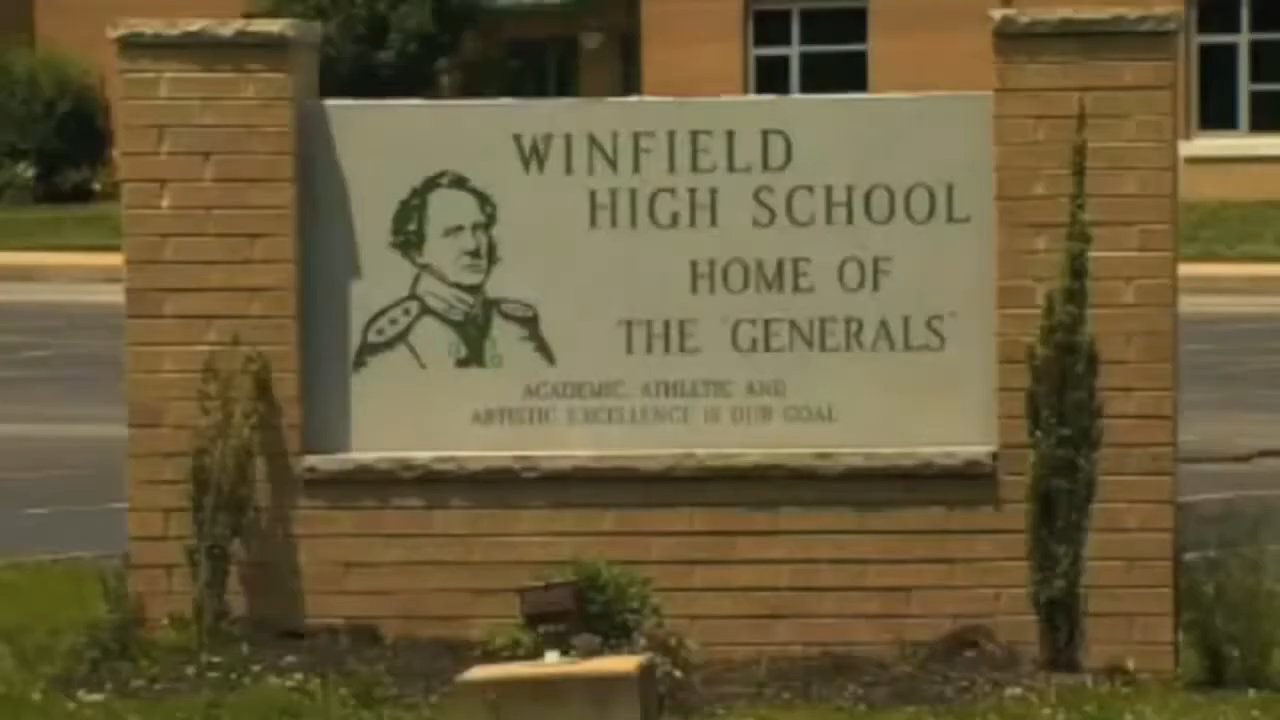 WINFIELD
HIGH SCHOOL
HOME OF
THE "GENERALS"
ACADEMIC, ATHLETIC AND
ARTISTIC EXCELLENCE IS OUR GOAL